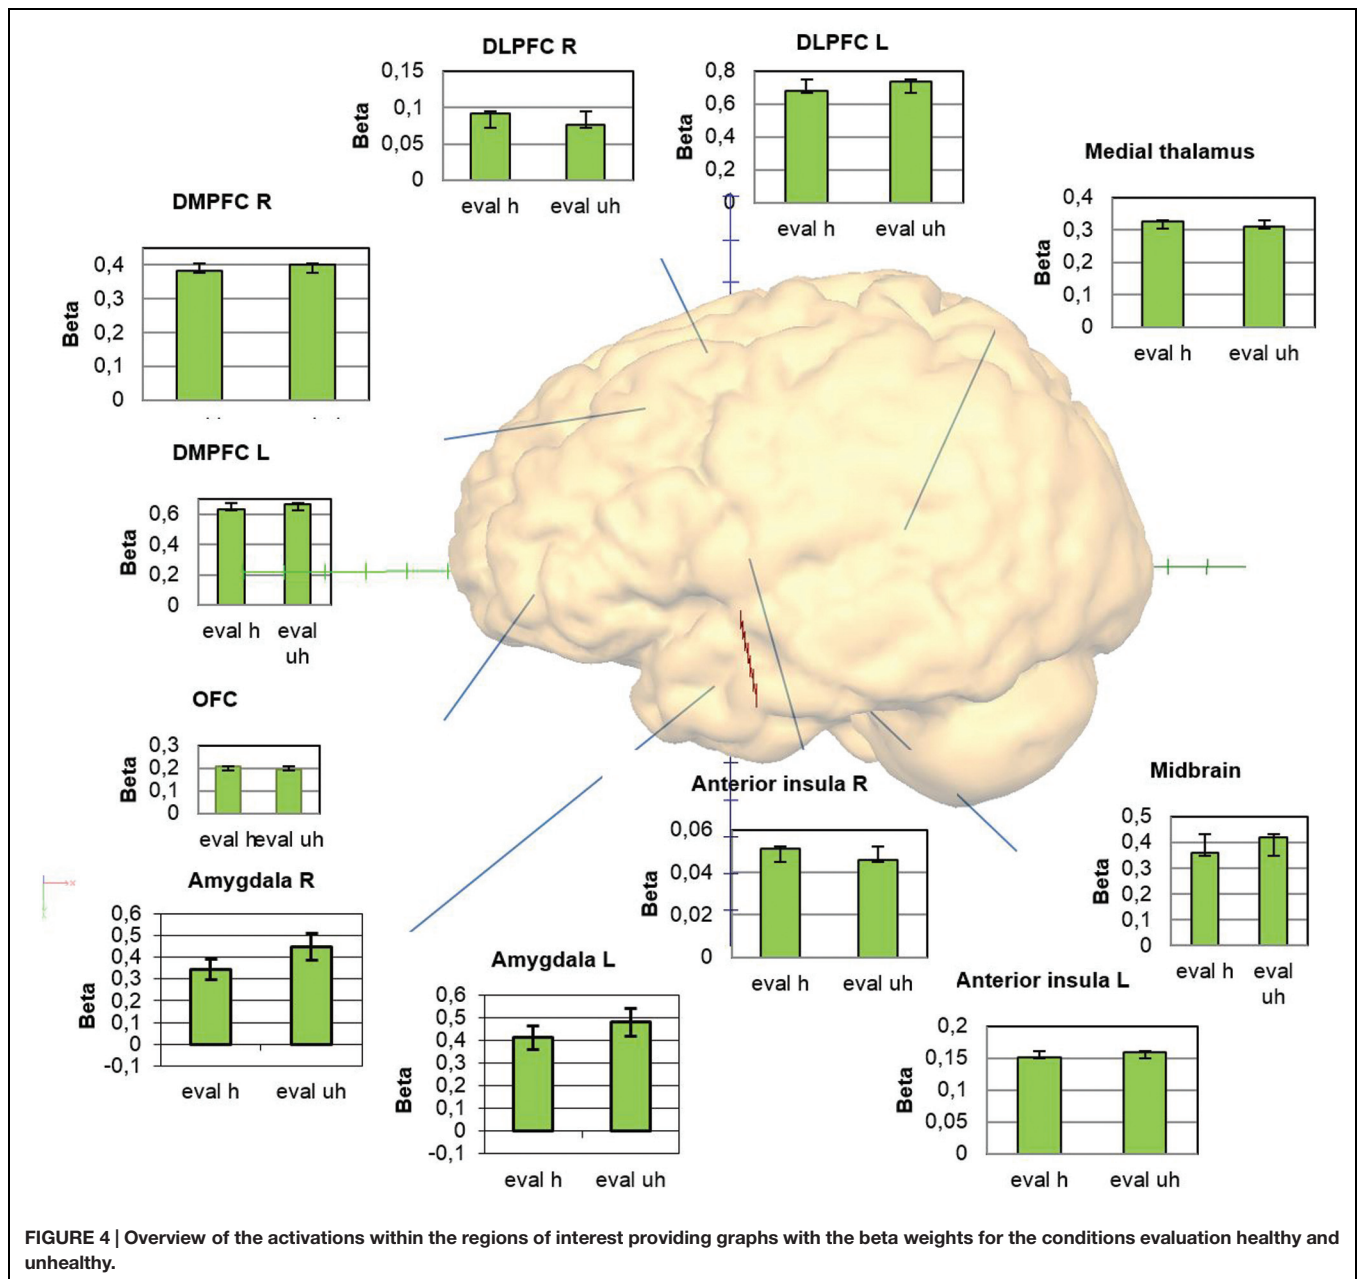 DLPFC R
0,15
0,1
0,05
0
Beta
eval h eval uh
DLPFC L
0,8
0,6
0,4
0,2
0
Beta
eval h eval uh
Medial thalamus
0,4
0,3
0,2
0,1
0
Beta
eval h eval uh
DMPFC R
0,4
0,3
0,2
0,1
0
Beta
DMPFC L
0,6
0,4
0,2
0
Beta
eval h eval
uh
OFC
0,3
0,2
0,1
0
Beta
eval h eval uh
Amygdala R
0,6
0,5
0,4
0,3
0,2
0,1
0
-0,1
Beta
eval h eval uh
Amygdala L
0,6
0,5
0,4
0,3
0,2
0,1
0
-0,1
Beta
eval h eval uh
Anterior insula R
0,06
0,04
0,02
0
Beta
eval h eval uh
Midbrain
0,5
0,4
0,3
0,2
0,1
0
Beta
eval h eval
uh
Anterior insula L
0,2
0,15
0,1
0,05
0
Beta
eval h eval uh
FIGURE 4 | Overview of the activations within the regions of interest providing graphs with the beta weights for the conditions evaluation healthy and
unhealthy.